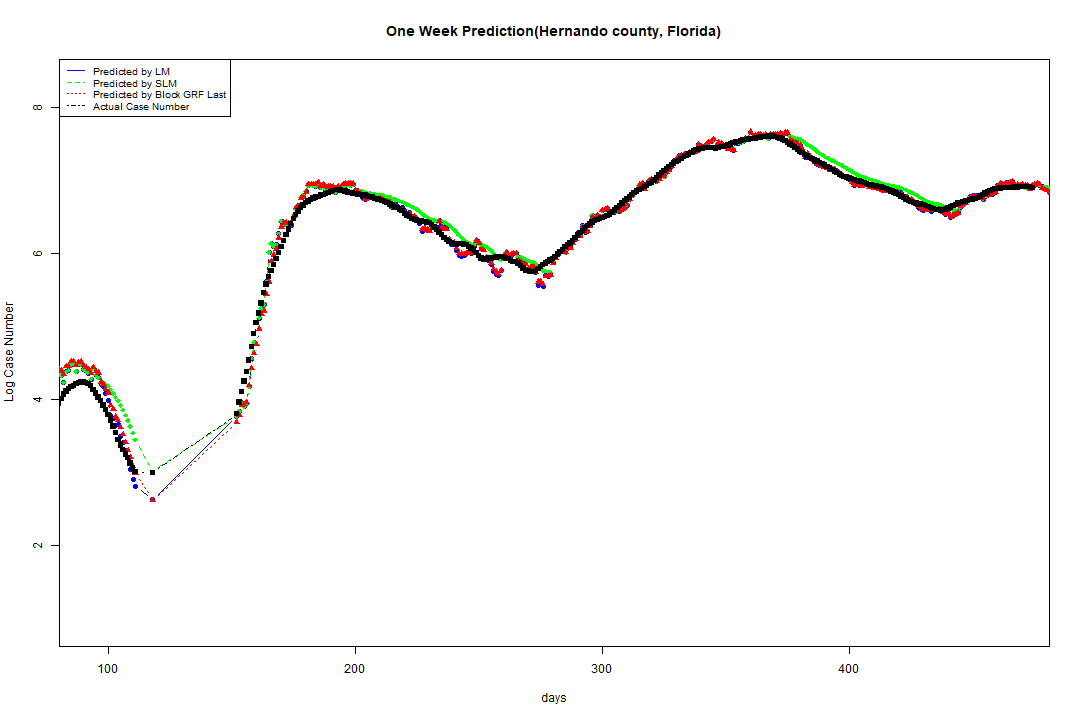 One Week Prediction(Hernando county, Florida)
Predicted by LM
Predicted by SLM
Predicted by Block GRF Last
Actual Case Number
8
6
4
2
Log Case Number
100 200 300 400
days